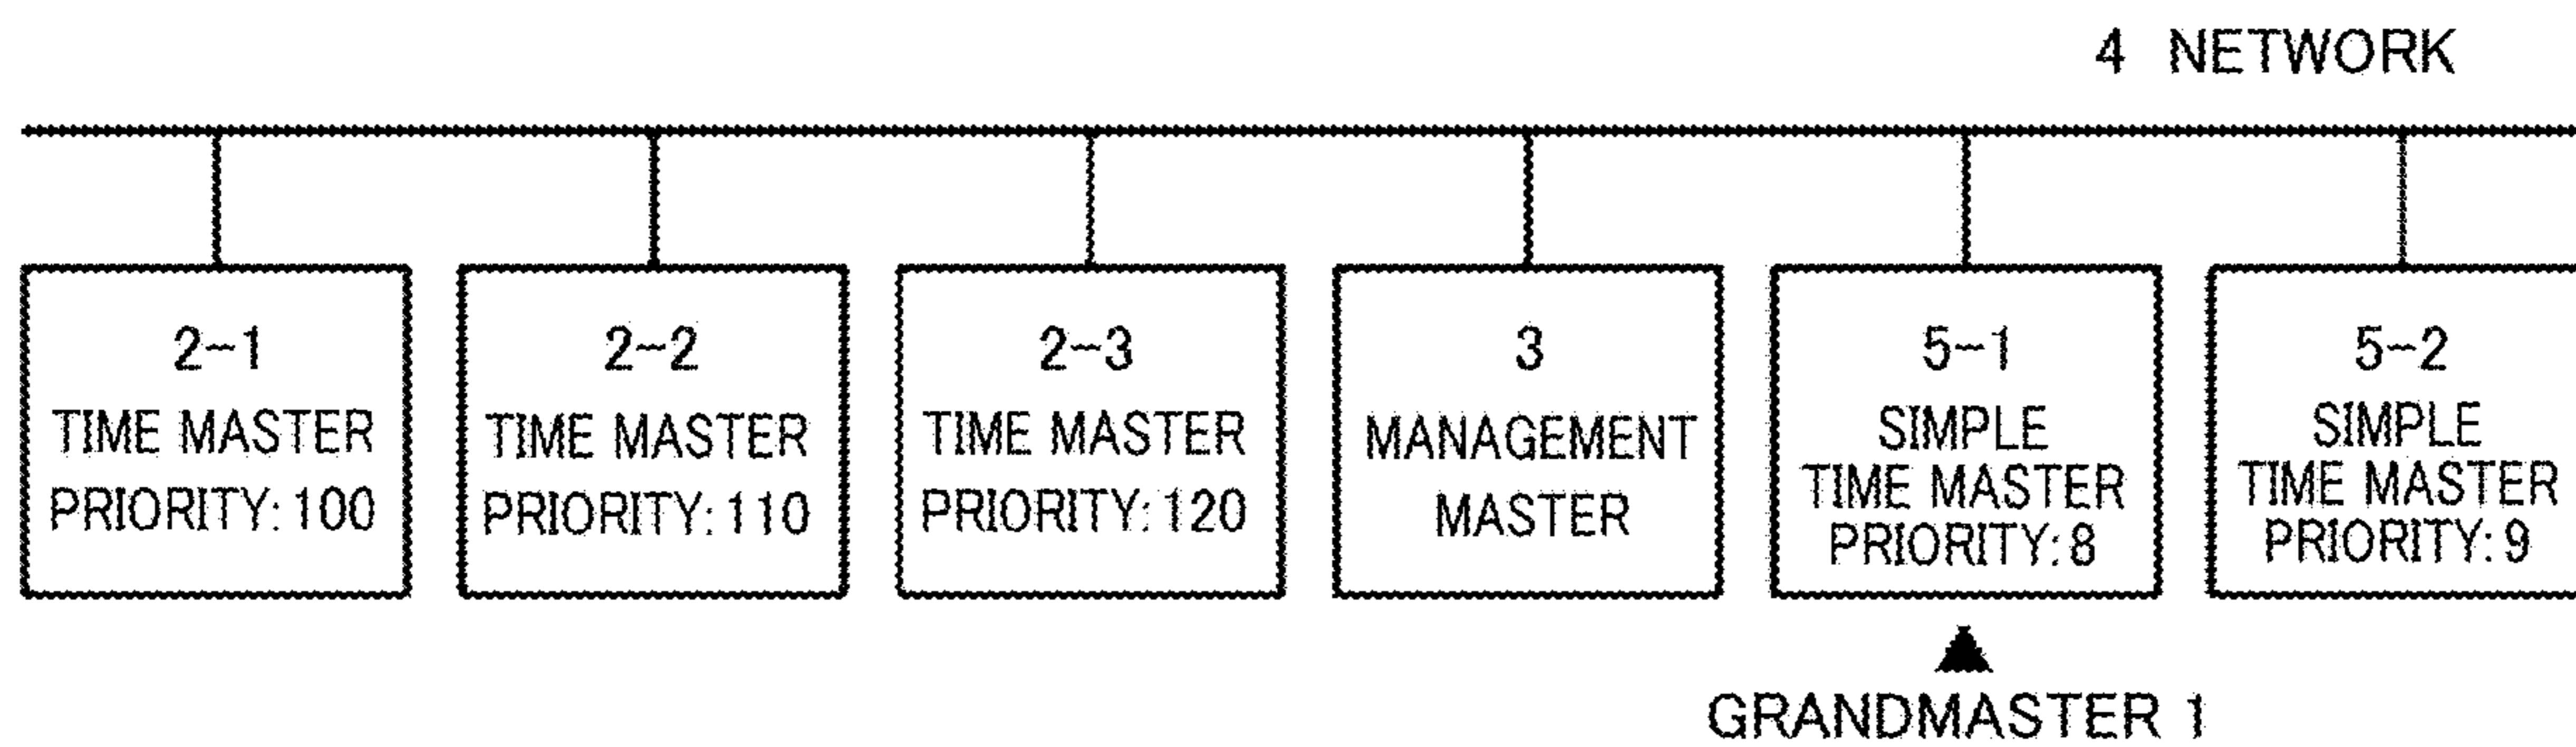 4 NETWORK
2-1
TIME MASTER
PRIORITY: 100
2-2
TIME MASTER
PRIORITY: 110
2-3
TIME MASTER
PRIORITY: 120
3
MANAGEMENT
MASTER
5-1
SIMPLE
TIME MASTER
PRIORITY: 8
5-2
SIMPLE
TIME MASTER
PRIORITY: 9
GRANDMASTER 1